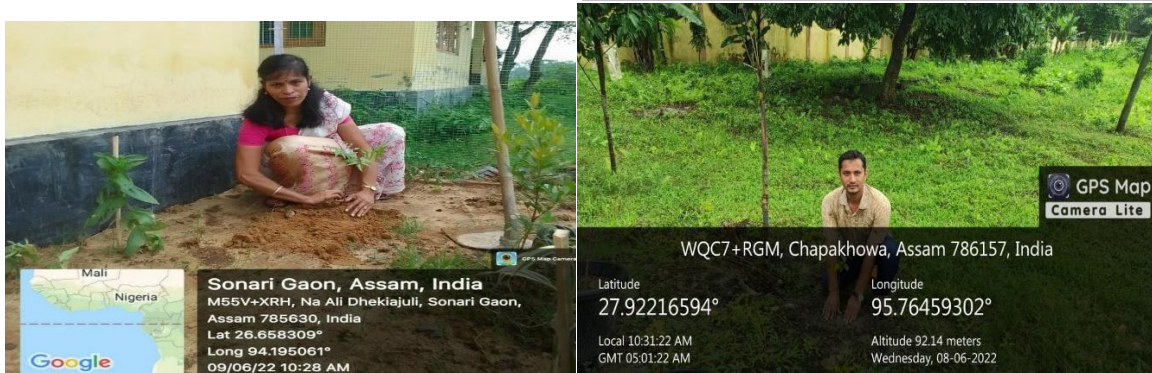 GPS Map Camera
Mali
Nigeria
Google
Sonari Gaon, Assam, India
M55V+XRH, Na Ali Dhekiajuli, Sonari Gaon,
Assam 785630, India
Lat 26.658309°
Long 94.195061°
09/06/22 10:28 AM
GPS Map
Camera Lite
WQC7+RGM, Chapakhowa, Assam 786157, India
Latitude
27.92216594°
Longitude
95.76459302°
Local 10:31:22 AM
GMT 05:01:22 AM
Altitude 92.14 meters
Wednesday, 08-06-2022